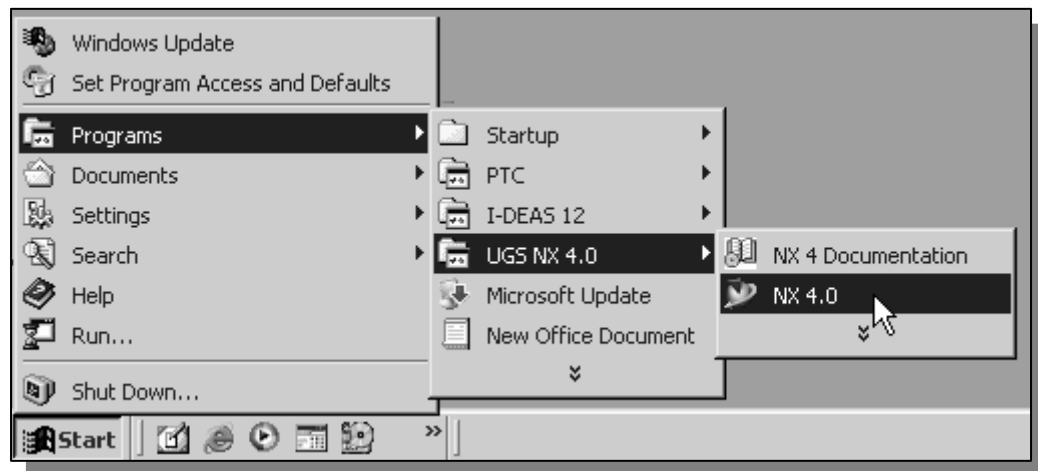 Windows Update
Set Program Access and Defaults
Programs
Documents
Settings
Search
Help
Run...
Shut Down...
Startup
PTC
I-DEAS 12
UGS NX 4.0
Microsoft Update
New Office Document
NX 4 Documentation
NX 4.0
Start